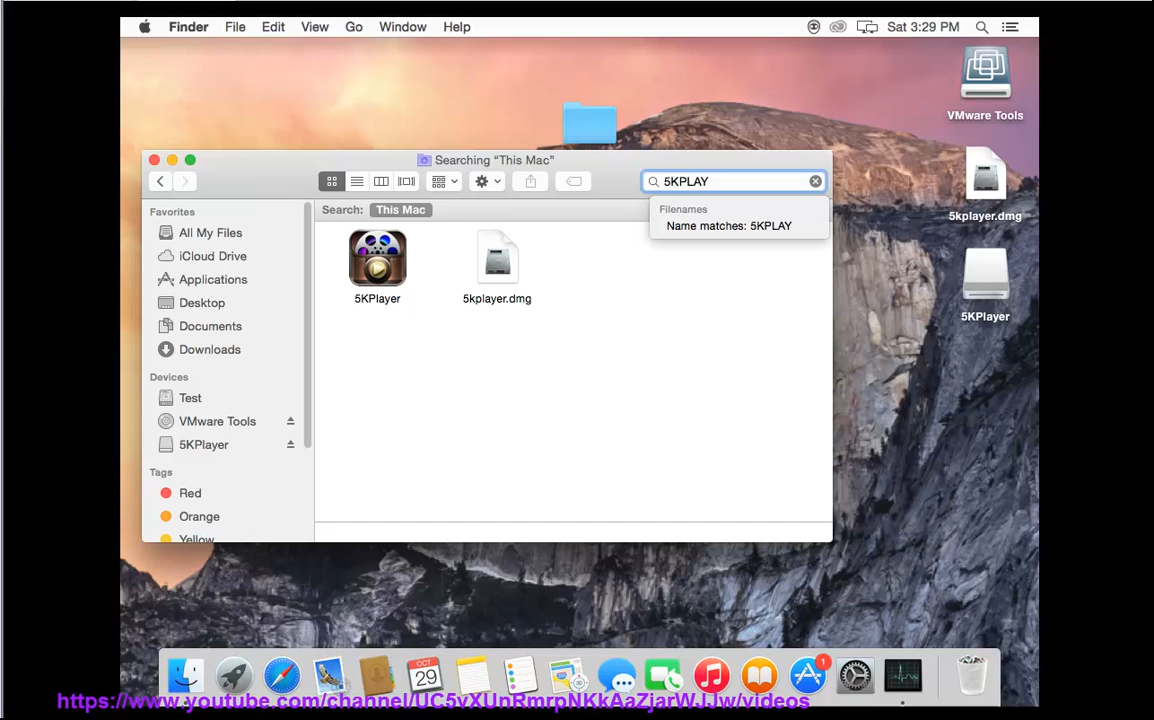 Finder File Edit View Go Window Help Sat 3:29 PM
VMware Tools
Searching “This Mac”
5KPLAY
5kplayer.dmg
Favorites
Search: This Mac
Filenames
Name matches: 5KPLAY
All My Files
iCloud Drive
Applications
Desktop
Documents
Downloads
5KPlayer
5kplayer.dmg
5KPlayer
Devices
Test
VMware Tools
5KPlayer
Tags
Red
Orange
Yellow
OCT
29
1
https://www.youtube.com/channel/UC5vXUnRmrpNKkAaZjarWJJw/videos